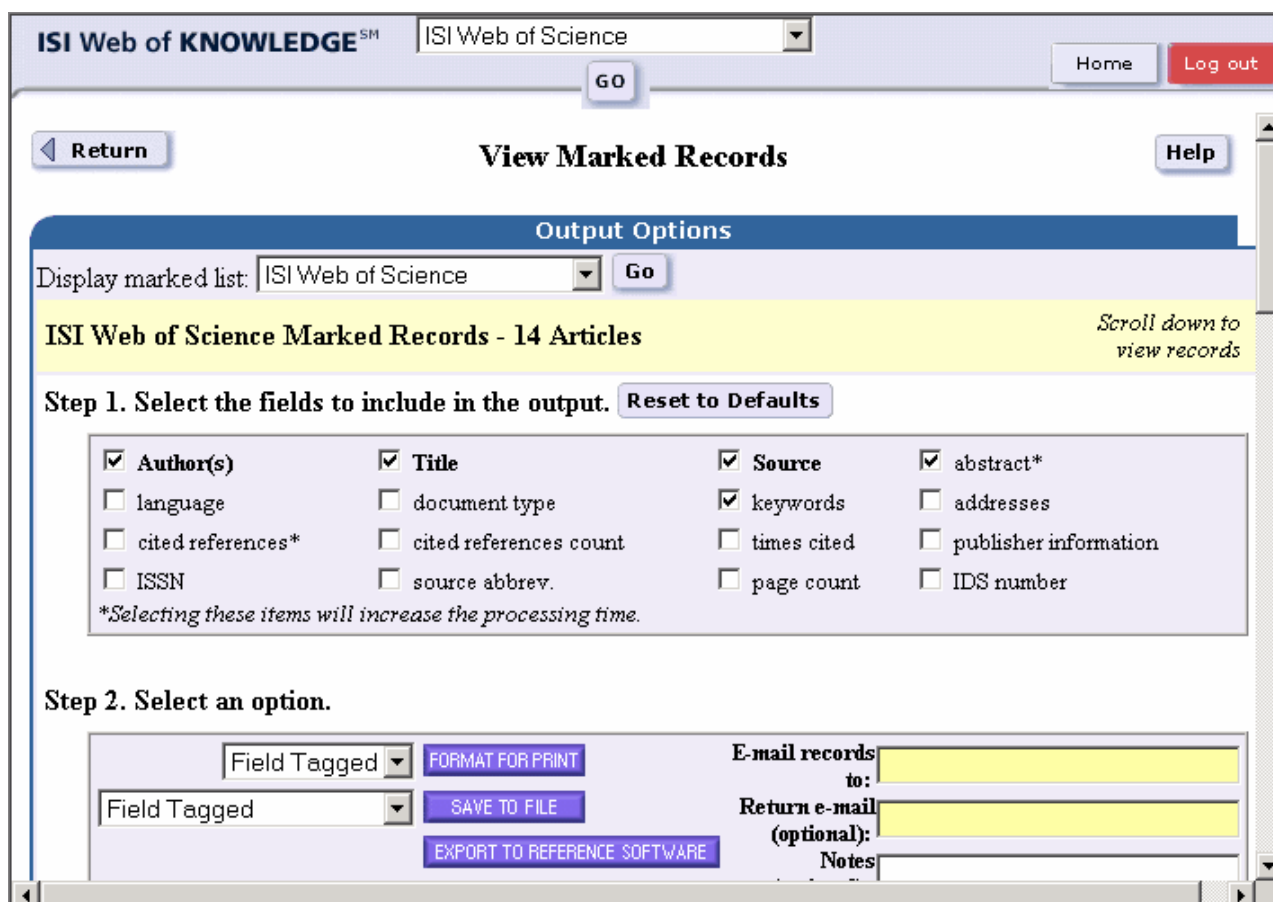 ISI Web of KNOWLEDGE SM
ISI Web of Science
GO
Home
Log out
Return
View Marked Records
Help
Output Options
Display marked list: ISI Web of Science Go
ISI Web of Science Marked Records - 14 Articles
Scroll down to
view records
Step 1. Select the fields to include in the output. Reset to Defaults
Author(s) Title Source abstract*
language document type keywords addresses
cited references* cited references count times cited publisher information
ISSN source abbrev. page count IDS number
*Selecting these items will increase the processing time.
Step 2. Select an option.
Field Tagged FORMAT FOR PRINT
E-mail records
to:
Field Tagged SAVE TO FILE
Return e-mail
(optional):
EXPORT TO REFERENCE SOFTWARE
Notes